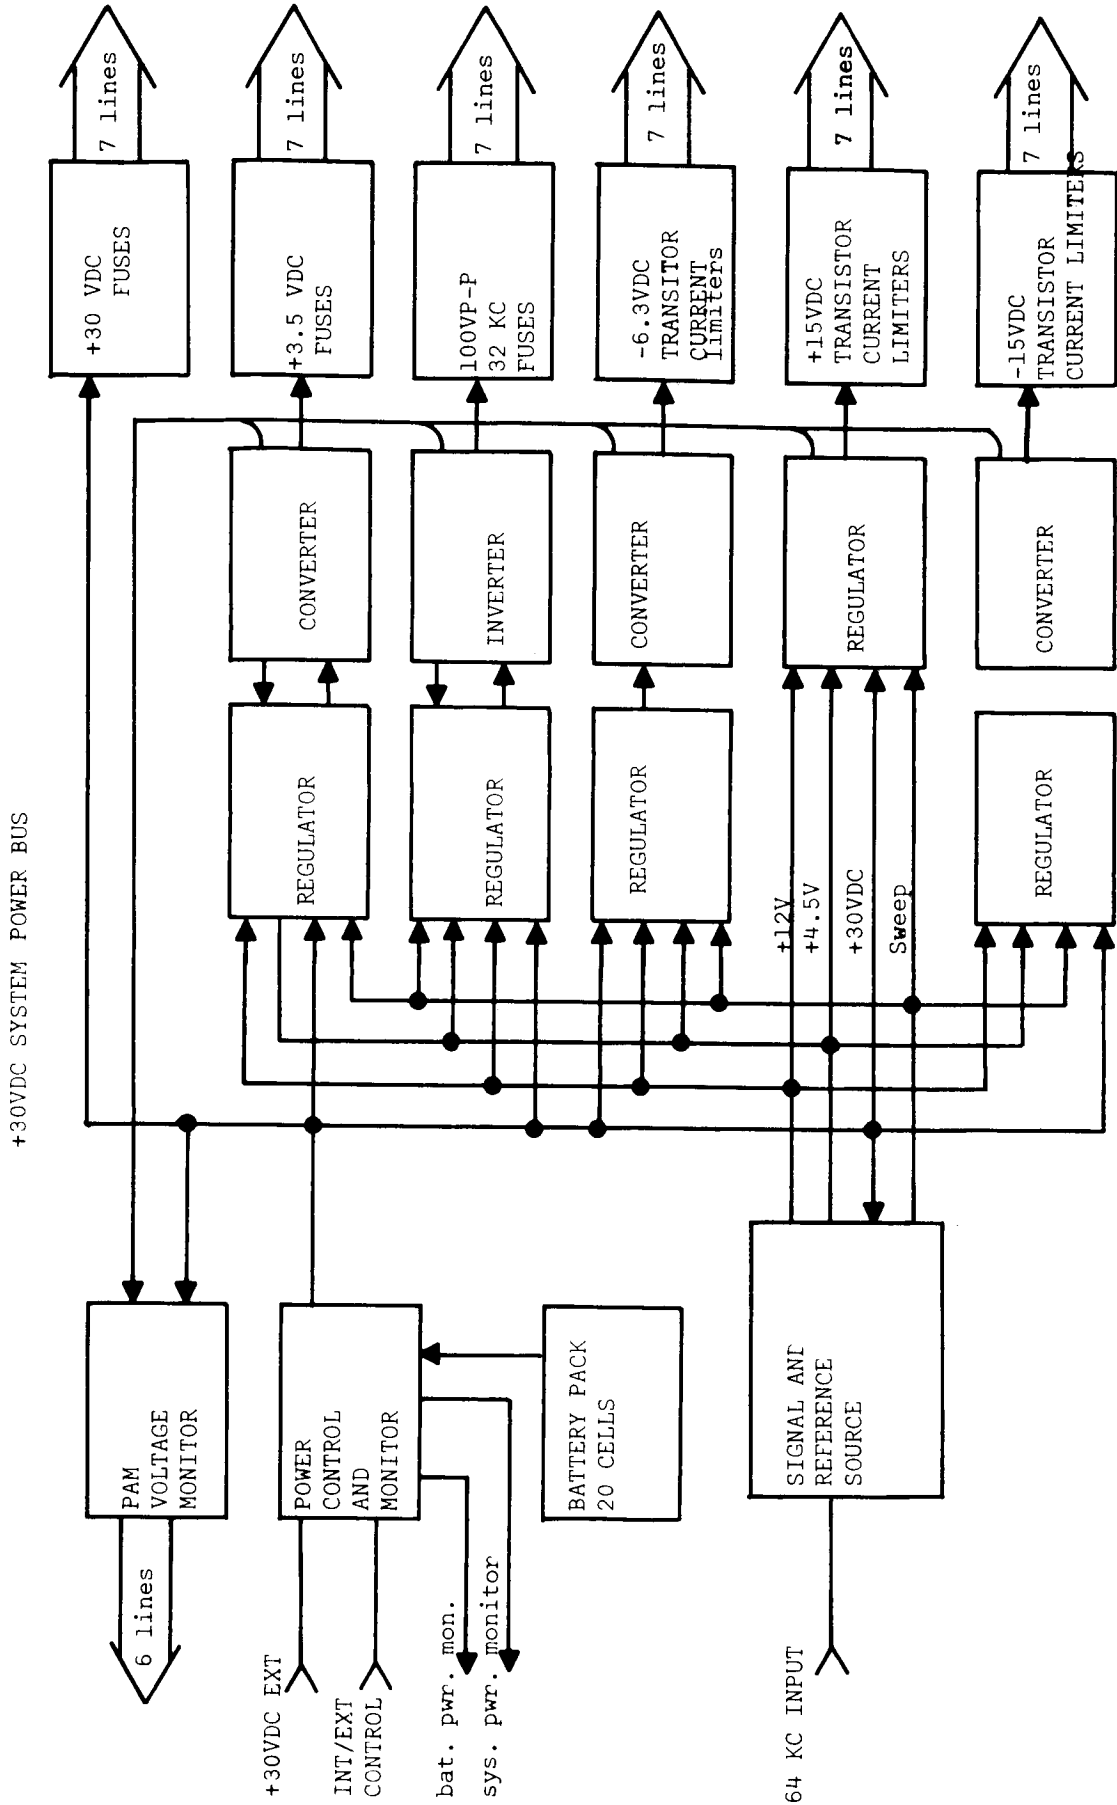 +30VDC SYSTEM POWER BUS
PAM
VOLTAGE
MONITOR
6 lines
+30 VDC
FUSES
7 lines
+30VDC EXT
INT/EXT
CONTROL
POWER
CONTROL
AND
MONITOR
bat. pwr. mon.
sys. pwr. monitor
BATTERY PACK
20 CELLS
REGULATOR
CONVERTER
+3.5 VDC
FUSES
7 lines
REGULATOR
INVERTER
100VP-P
32 KC
FUSES
7 lines
REGULATOR
CONVERTER
-6.3VDC
TRANSITOR
CURRENT
limiters
7 lines
64 KC INPUT
SIGNAL AND
REFERENCE
SOURCE
+12V
+4.5V
+30VDC
Sweep
REGULATOR
+15VDC
TRANSISTOR
CURRENT
LIMITERS
7 lines
REGULATOR
CONVERTER
-15VDC
TRANSISTOR
CURRENT LIMITERS
7 lines